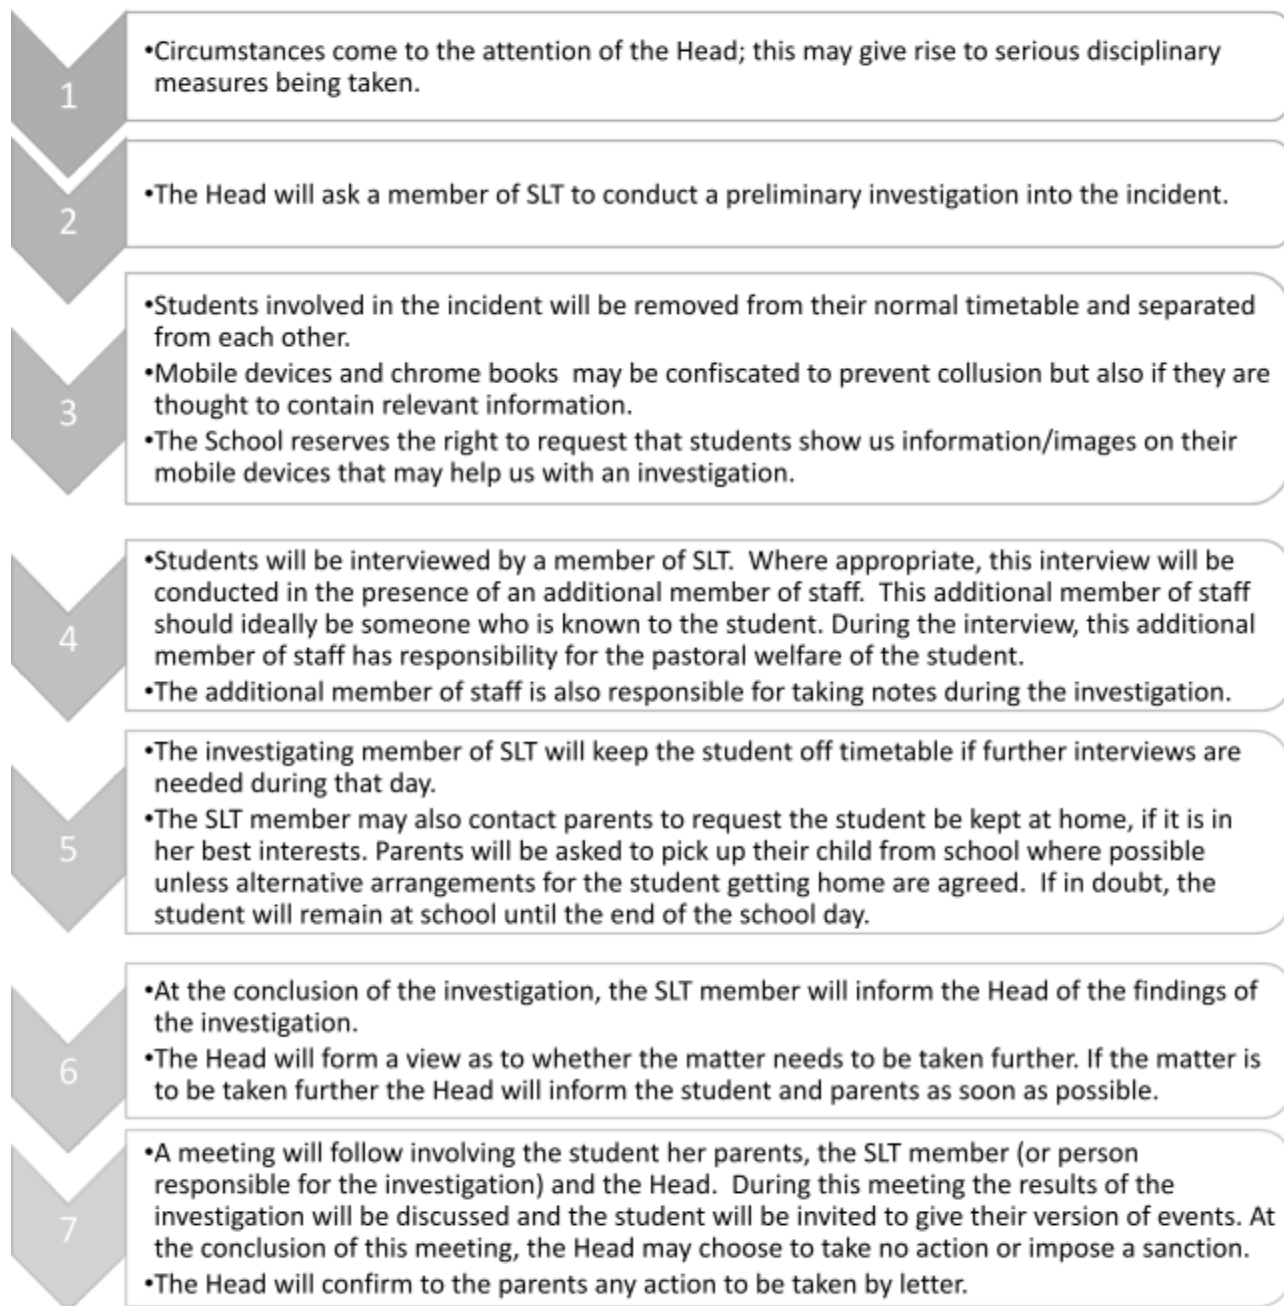 1
•Circumstances come to the attention of the Head; this may give rise to serious disciplinary
measures being taken.
2
•The Head will ask a member of SLT to conduct a preliminary investigation into the incident.
3
•Students involved in the incident will be removed from their normal timetable and separated
from each other.
•Mobile devices and chrome books  may be confiscated to prevent collusion but also if they are
thought to contain relevant information.
•The School reserves the right to request that students show us information/images on their
mobile devices that may help us with an investigation.
4
•Students will be interviewed by a member of SLT.  Where appropriate, this interview will be
conducted in the presence of an additional member of staff.  This additional member of staff
should ideally be someone who is known to the student. During the interview, this additional
member of staff has responsibility for the pastoral welfare of the student.
•The additional member of staff is also responsible for taking notes during the investigation.
5
•The investigating member of SLT will keep the student off timetable if further interviews are
needed during that day.
•The SLT member may also contact parents to request the student be kept at home, if it is in
her best interests. Parents will be asked to pick up their child from school where possible
unless alternative arrangements for the student getting home are agreed.  If in doubt, the
student will remain at school until the end of the school day.
6
•At the conclusion of the investigation, the SLT member will inform the Head of the findings of
the investigation.
•The Head will form a view as to whether the matter needs to be taken further. If the matter is
to be taken further the Head will inform the student and parents as soon as possible.
7
•A meeting will follow involving the student her parents, the SLT member (or person
responsible for the investigation) and the Head.  During this meeting the results of the
investigation will be discussed and the student will be invited to give their version of events. At
the conclusion of this meeting, the Head may choose to take no action or impose a sanction.
•The Head will confirm to the parents any action to be taken by letter.